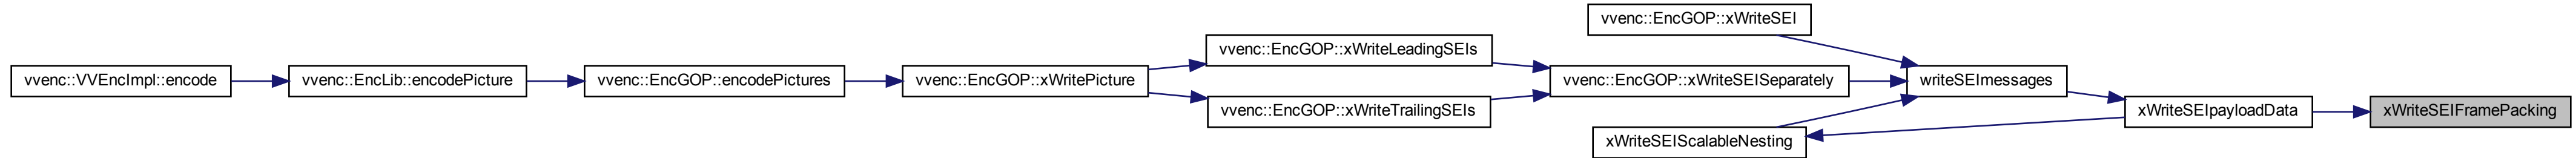 vvenc::VVEncImpl::encode
vvenc::EncLib::encodePicture
vvenc::EncGOP::encodePictures
vvenc::EncGOP::xWritePicture
vvenc::EncGOP::xWriteLeadingSEIs
vvenc::EncGOP::xWriteTrailingSEIs
vvenc::EncGOP::xWriteSEI
vvenc::EncGOP::xWriteSEISeparately
xWriteSEIScalableNesting
writeSEImessages
xWriteSEIpayloadData
xWriteSEIFramePacking